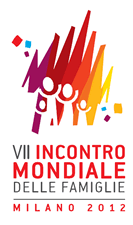 VII INCONTRO
MONDIALE
DELLE FAMIGLIE
MILANO 2012